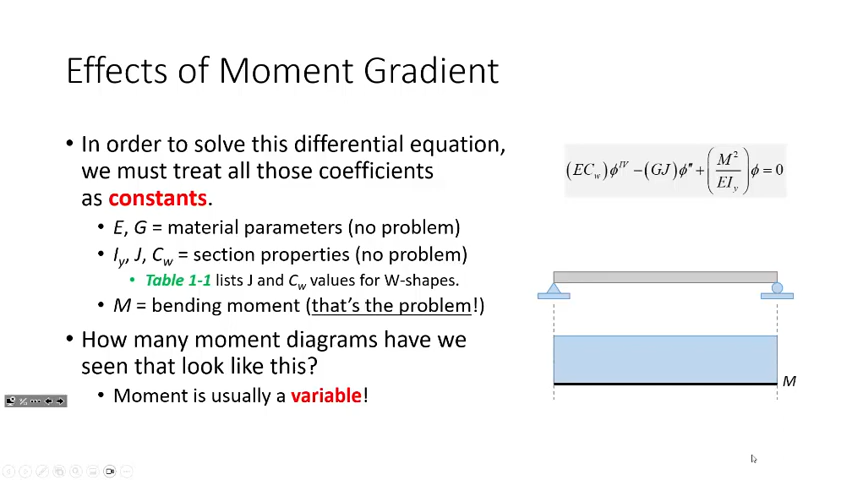 Effects of Moment Gradient
• In order to solve this differential equation,
we must treat all those coefficients
as constants.
• E, G = material parameters (no problem)
• Iy, J, Cw = section properties (no problem)
• Table 1-1 lists J and Cw values for W-shapes.
• M = bending moment (that's the problem!)
• How many moment diagrams have we
seen that look like this?
• Moment is usually a variable!
(ECw)ϕ^IV − (GJ)ϕ″ + (M²/EIy)ϕ = 0
M